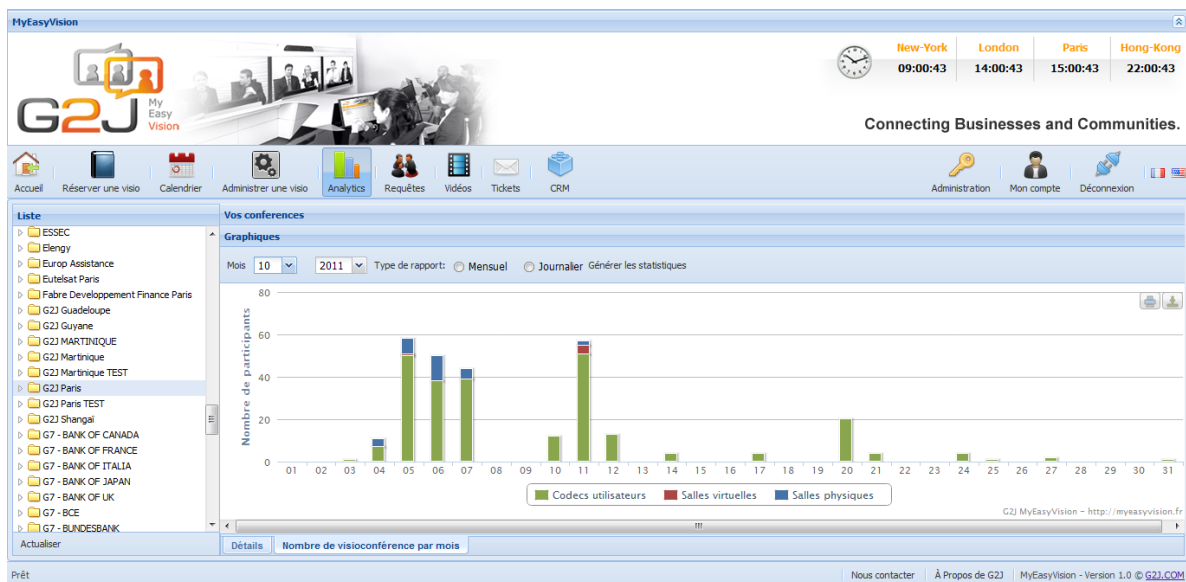 MyEasyVision
G2J My Easy Vision
New-York London Paris Hong-Kong
09:00:43 14:00:43 15:00:43 22:00:43
Connecting Businesses and Communities.
Accueil Réserver une visio Calendrier Administrer une visio Analytics Requêtes Vidéos Tickets CRM Administration Mon compte Déconnexion
Liste
ESSEC
Elengy
Europ Assistance
Eutelsat Paris
Fabre Developpement Finance Paris
G2J Guadeloupe
G2J Guyane
G2J MARTINIQUE
G2J Martinique
G2J Martinique TEST
G2J Paris
G2J Paris TEST
G2J Shangaï
G7 - BANK OF CANADA
G7 - BANK OF FRANCE
G7 - BANK OF ITALIA
G7 - BANK OF JAPAN
G7 - BANK OF UK
G7 - BCE
G7 - BUNDESBANK
Actualiser
Vos conferences
Graphiques
Mois 10 2011 Type de rapport: Mensuel Journalier Générer les statistiques
Nombre de participants
80
60
40
20
0
01 02 03 04 05 06 07 08 09 10 11 12 13 14 15 16 17 18 19 20 21 22 23 24 25 26 27 28 29 30 31
Codecs utilisateurs Salles virtuelles Salles physiques
G2J MyEasyVision - http://myeasyvision.fr
Détails Nombre de visioconférence par mois
Prêt
Nous contacter À Propos de G2J MyEasyVision - Version 1.0 © G2J.COM